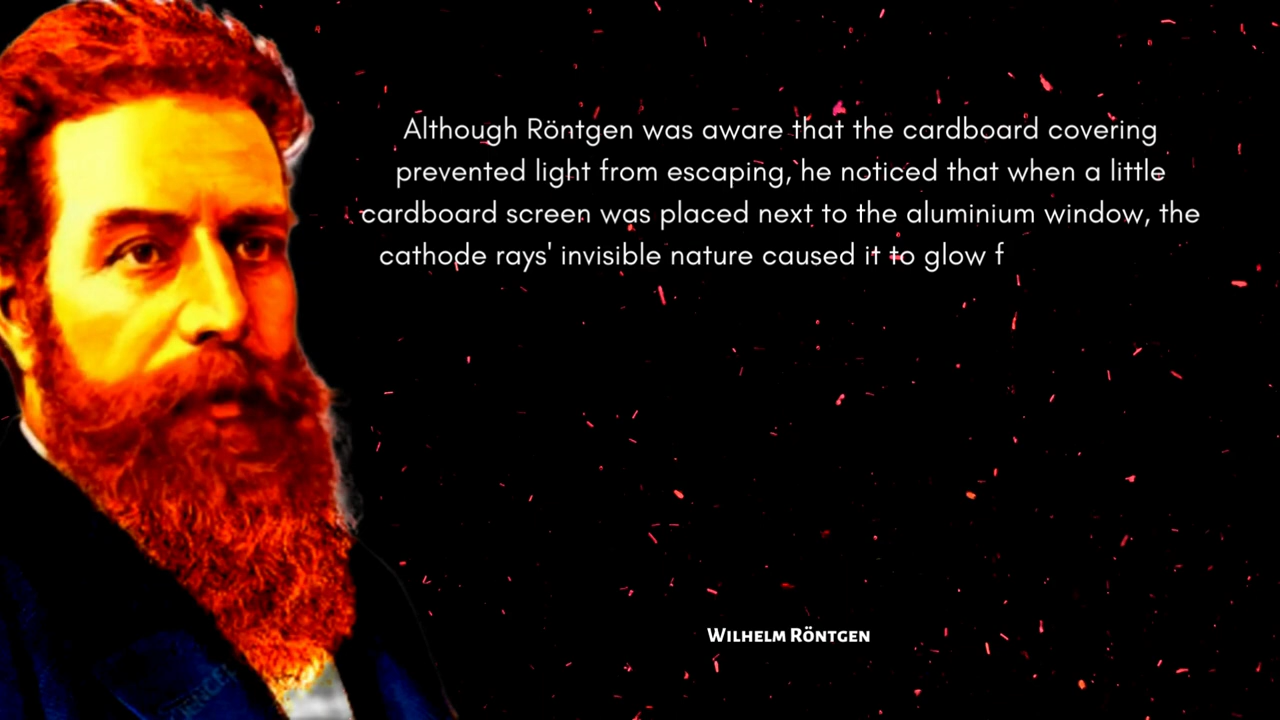 Although Röntgen was aware that the cardboard covering
prevented light from escaping, he noticed that when a little
cardboard screen was placed next to the aluminium window, the
cathode rays' invisible nature caused it to glow f
Wilhelm Röntgen